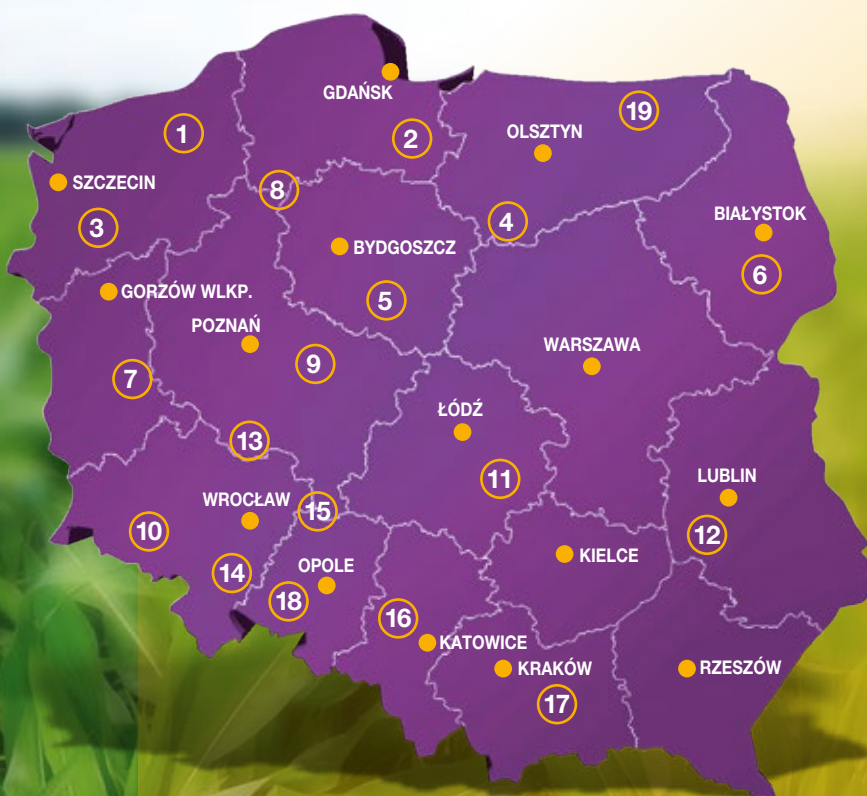 GDAŃSK
19
1
2
OLSZTYN
SZCZECIN
8
3
4
BIAŁYSTOK
BYDGOSZCZ
6
GORZÓW WLKP.
5
POZNAŃ
WARSZAWA
9
7
ŁÓDŹ
13
11
LUBLIN
WROCŁAW
15
10
12
KIELCE
OPOLE
14
18
16
KATOWICE
KRAKÓW
RZESZÓW
17